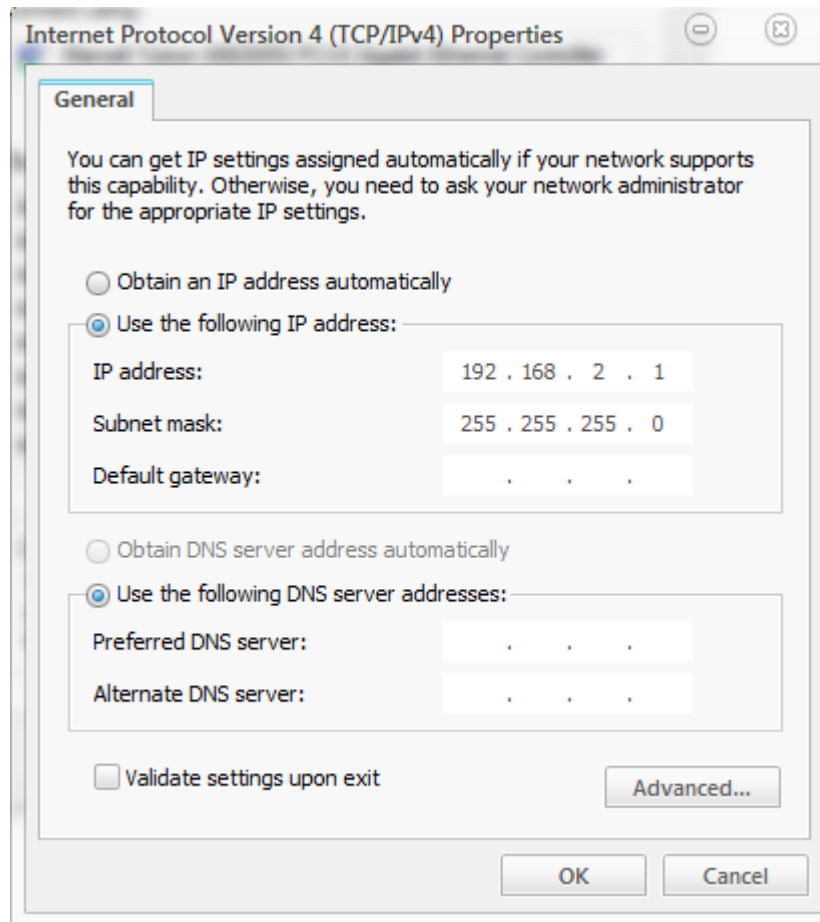 Internet Protocol Version 4 (TCP/IPv4) Properties
General
You can get IP settings assigned automatically if your network supports
this capability. Otherwise, you need to ask your network administrator
for the appropriate IP settings.
Obtain an IP address automatically
Use the following IP address:
IP address: 192 . 168 . 2 . 1
Subnet mask: 255 . 255 . 255 . 0
Default gateway: . . .
Obtain DNS server address automatically
Use the following DNS server addresses:
Preferred DNS server: . . .
Alternate DNS server: . . .
Validate settings upon exit
Advanced...
OK Cancel